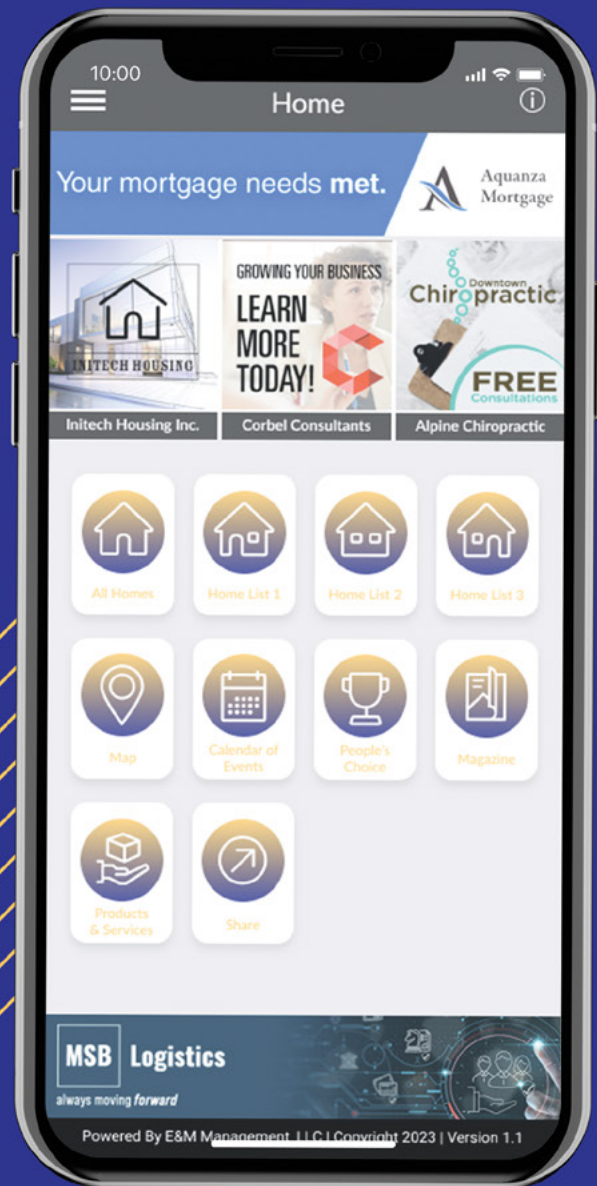 10:00
Home
Your mortgage needs met.
Aquanza
Mortgage
INITECH HOUSING
Initech Housing Inc.
GROWING YOUR BUSINESS
LEARN
MORE
TODAY!
Corbel Consultants
Downtown
Chiropractic
FREE
Consultations
Alpine Chiropractic
All Homes
Home List 1
Home List 2
Home List 3
Map
Calendar of
Events
People's
Choice
Magazine
Products
& Services
Share
MSB Logistics
always moving forward
Powered By E&M Management, LLC | Copyright 2023 | Version 1.1